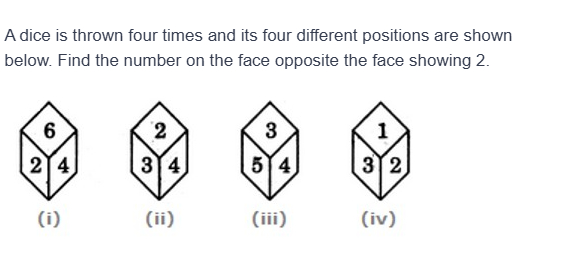 A dice is thrown four times and its four different positions are shown
below. Find the number on the face opposite the face showing 2.
6 2 3 1
2 4 3 4 5 4 3 2
(i) (ii) (iii) (iv)